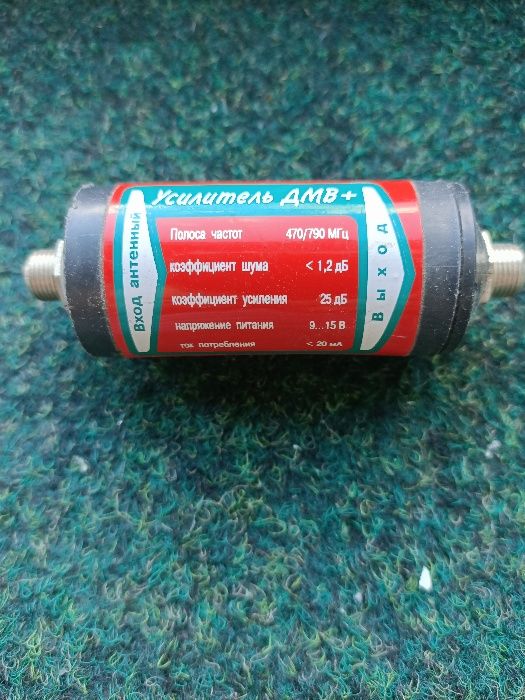 Усилитель ДМВ+
Вход антенный
Полоса частот 470/790 МГц
коэффициент шума < 1,2 дБ
коэффициент усиления 25 дБ
напряжение питания 9...15 В
ток потребления < 20 мА
Выход